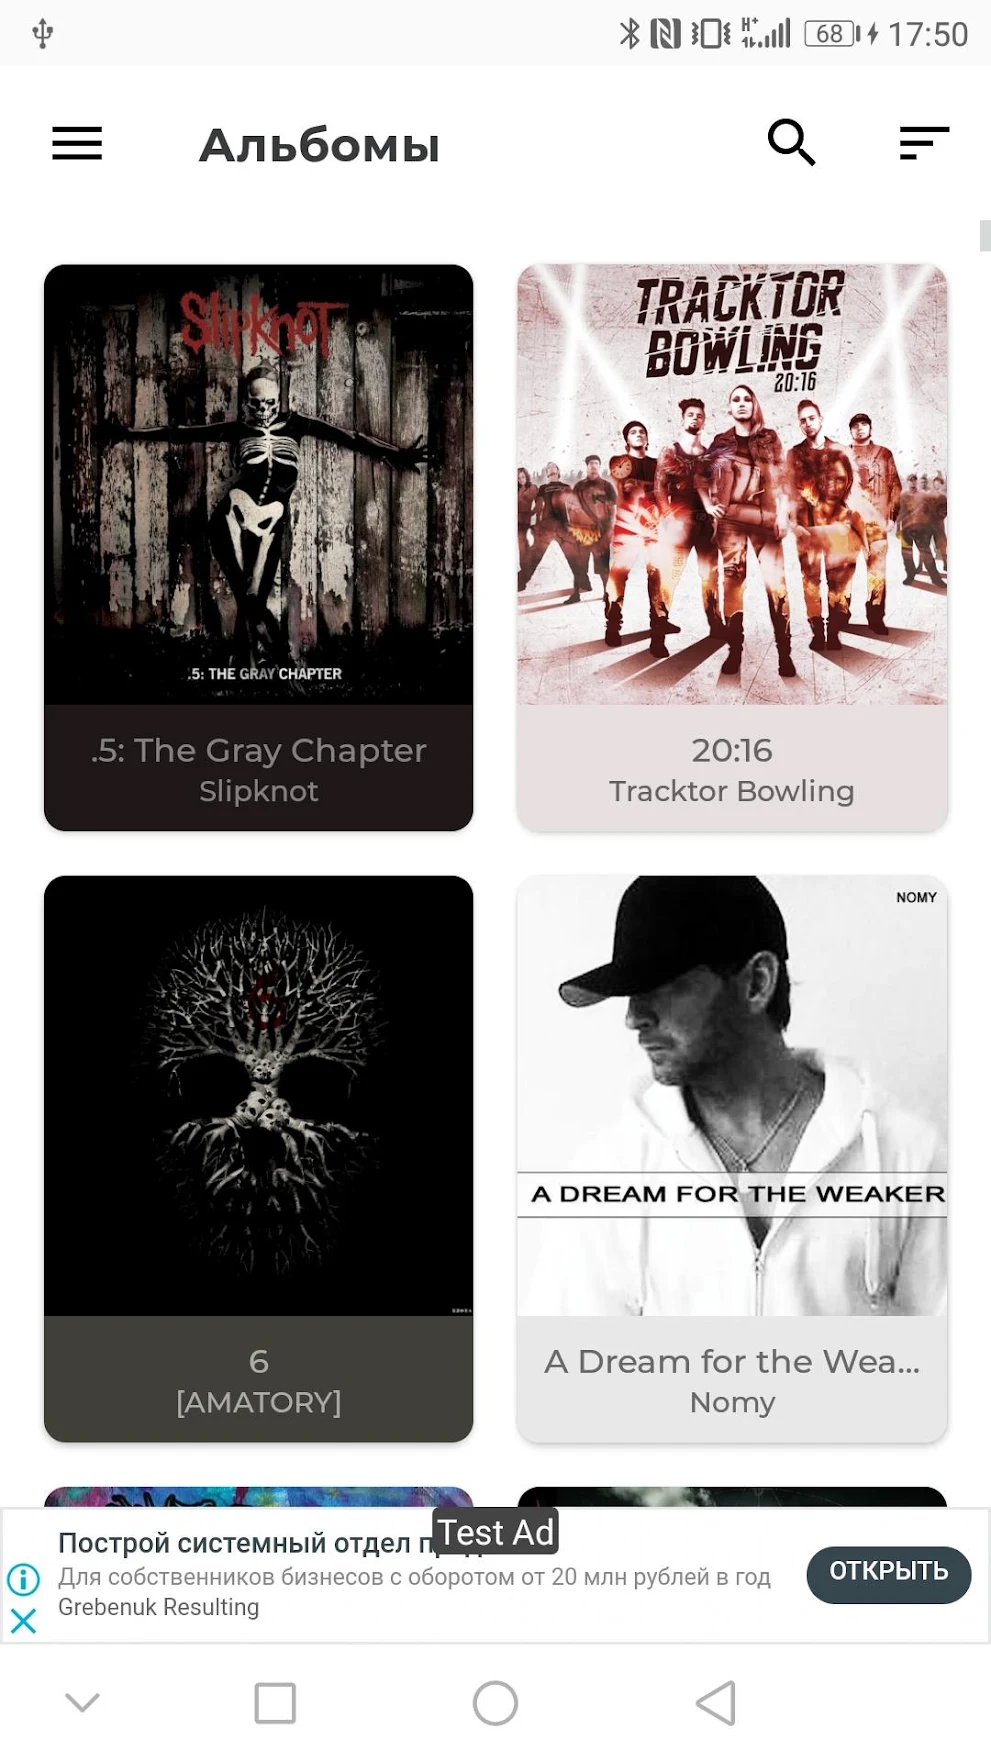 68 17:50
Альбомы
Slipknot
.5: THE GRAY CHAPTER
.5: The Gray Chapter
Slipknot
TRACKTOR
BOWLING
20:16
20:16
Tracktor Bowling
6
6
[AMATORY]
NOMY
A DREAM FOR THE WEAKER
A Dream for the Wea...
Nomy
Построй системный отдел
Test Ad
Для собственников бизнесов с оборотом от 20 млн рублей в год
Grebenuk Resulting
ОТКРЫТЬ